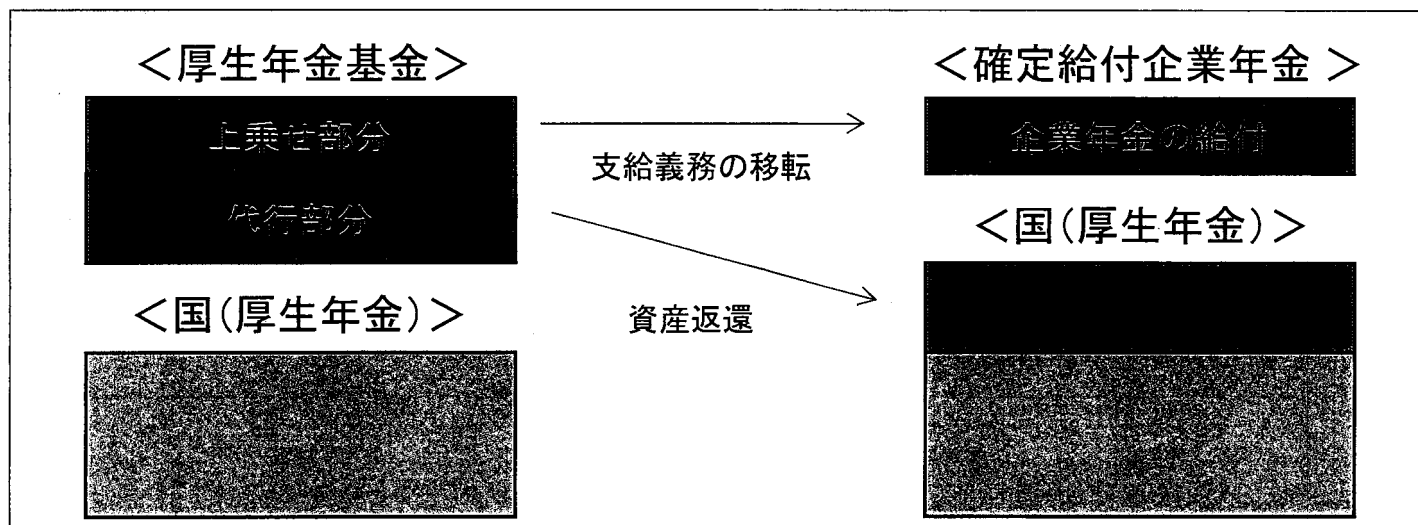 ＜厚生年金基金＞
上乗せ部分
代行部分
＜国(厚生年金)＞
支給義務の移転
資産返還
＜確定給付企業年金 ＞
企業年金の給付
＜国(厚生年金)＞